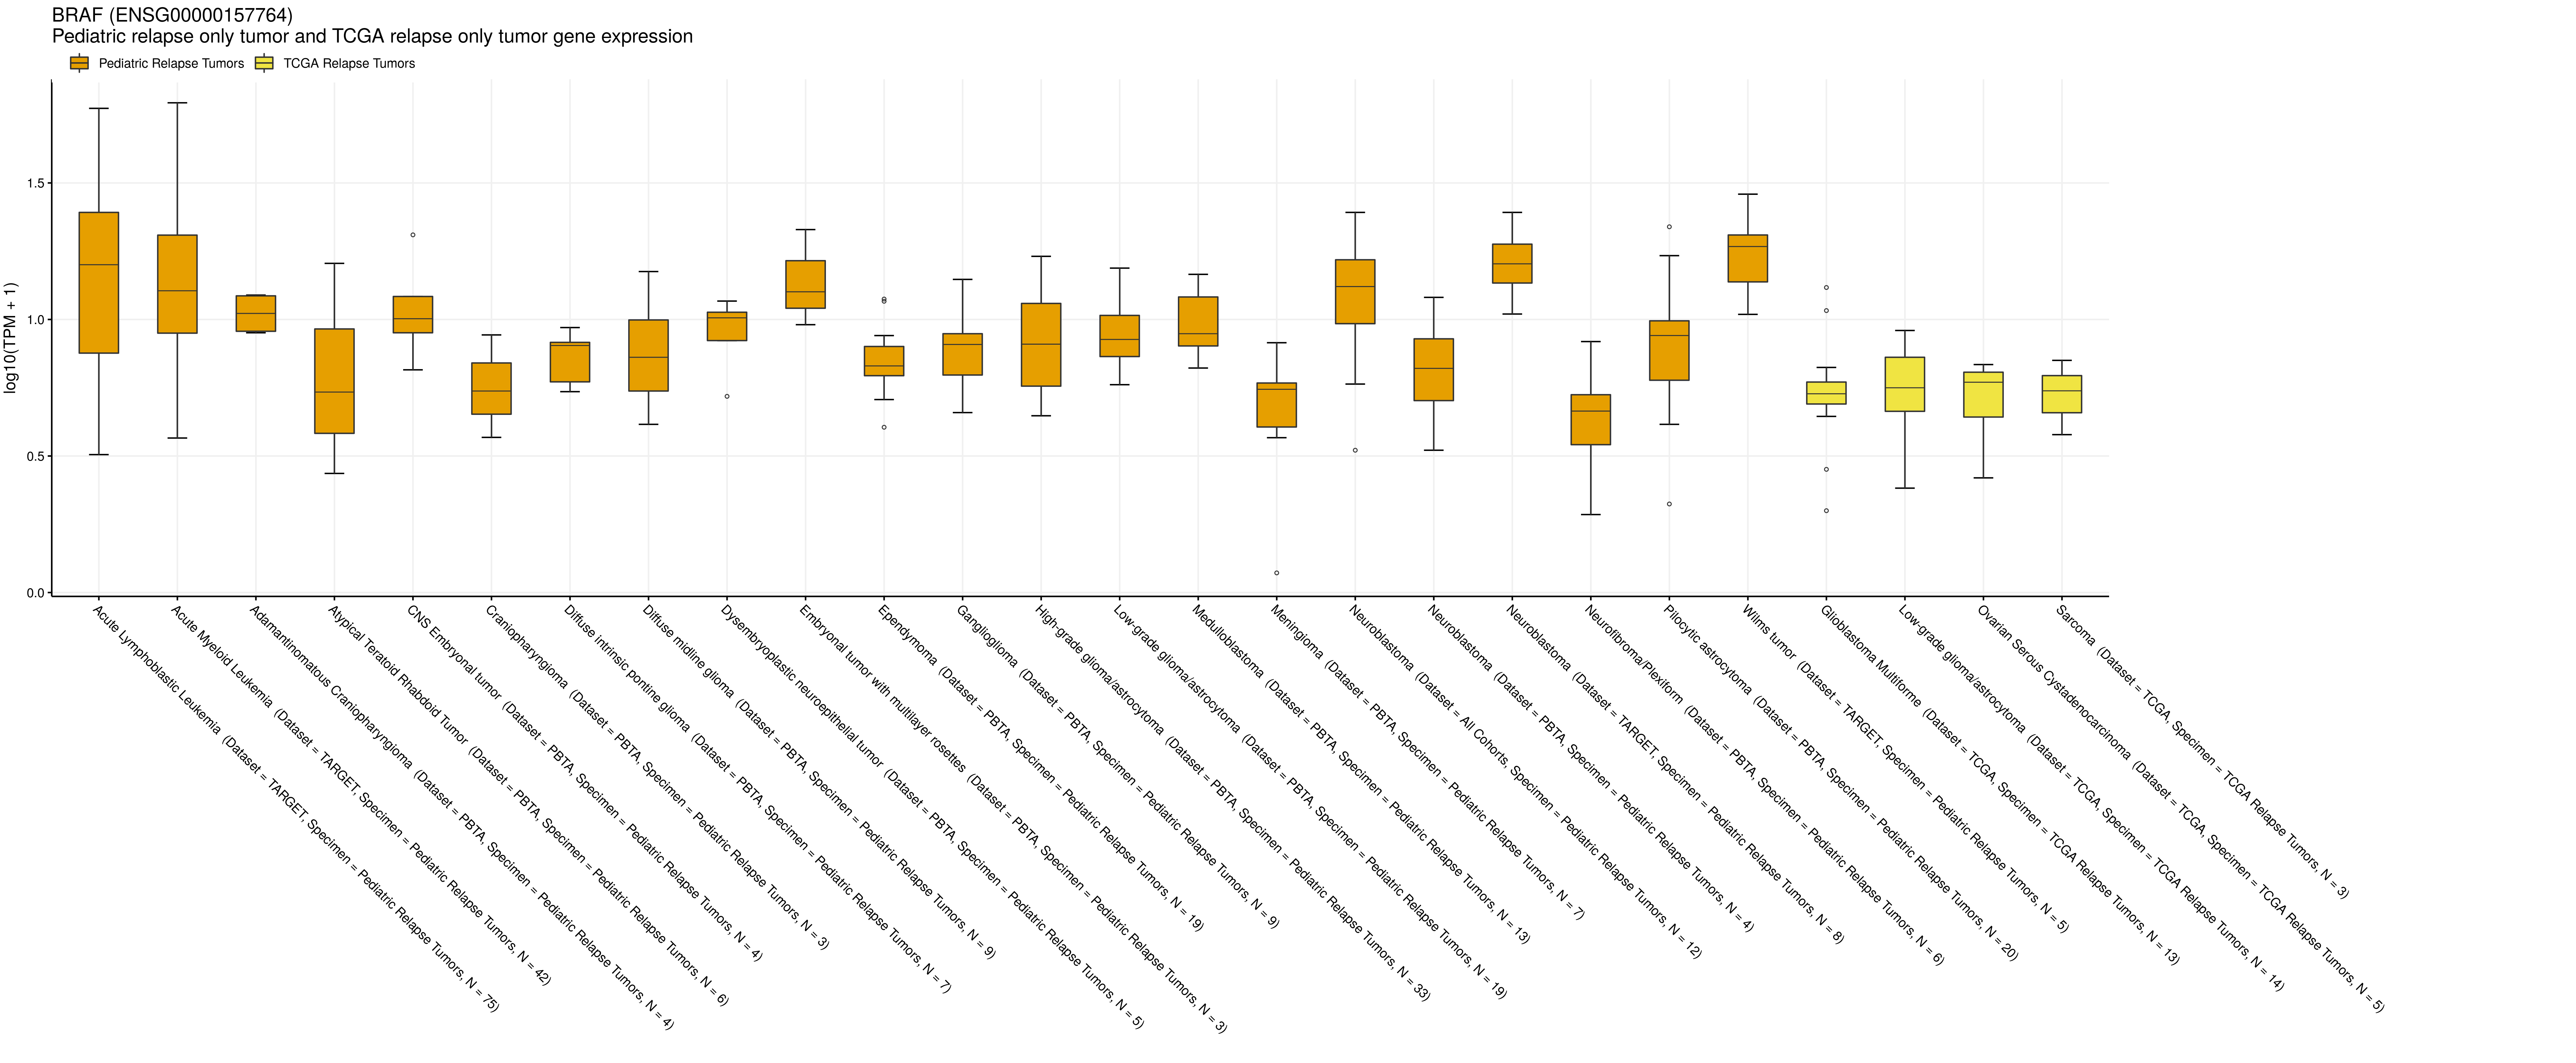 BRAF (ENSG00000157764)
Pediatric relapse only tumor and TCGA relapse only tumor gene expression
Pediatric Relapse Tumors
TCGA Relapse Tumors
log10(TPM + 1)
1.5
1.0
0.5
0.0
Acute Lymphoblastic Leukemia (Dataset = TARGET, Specimen = Pediatric Relapse Tumors, N = 75)
Acute Myeloid Leukemia (Dataset = TARGET, Specimen = Pediatric Relapse Tumors, N = 42)
Adamantinomatous Craniopharyngioma (Dataset = PBTA, Specimen = Pediatric Relapse Tumors, N = 4)
Atypical Teratoid Rhabdoid Tumor (Dataset = PBTA, Specimen = Pediatric Relapse Tumors, N = 6)
CNS Embryonal tumor (Dataset = PBTA, Specimen = Pediatric Relapse Tumors, N = 4)
Craniopharyngioma (Dataset = PBTA, Specimen = Pediatric Relapse Tumors, N = 3)
Diffuse intrinsic pontine glioma (Dataset = PBTA, Specimen = Pediatric Relapse Tumors, N = 7)
Diffuse midline glioma (Dataset = PBTA, Specimen = Pediatric Relapse Tumors, N = 9)
Dysembryoplastic neuroepithelial tumor (Dataset = PBTA, Specimen = Pediatric Relapse Tumors, N = 5)
Embryonal tumor with multilayer rosettes (Dataset = PBTA, Specimen = Pediatric Relapse Tumors, N = 3)
Ependymoma (Dataset = PBTA, Specimen = Pediatric Relapse Tumors, N = 19)
Ganglioglioma (Dataset = PBTA, Specimen = Pediatric Relapse Tumors, N = 9)
High-grade glioma/astrocytoma (Dataset = PBTA, Specimen = Pediatric Relapse Tumors, N = 33)
Low-grade glioma/astrocytoma (Dataset = PBTA, Specimen = Pediatric Relapse Tumors, N = 19)
Medulloblastoma (Dataset = PBTA, Specimen = Pediatric Relapse Tumors, N = 13)
Meningioma (Dataset = PBTA, Specimen = Pediatric Relapse Tumors, N = 7)
Neuroblastoma (Dataset = All Cohorts, Specimen = Pediatric Relapse Tumors, N = 12)
Neuroblastoma (Dataset = PBTA, Specimen = Pediatric Relapse Tumors, N = 4)
Neuroblastoma (Dataset = TARGET, Specimen = Pediatric Relapse Tumors, N = 8)
Neurofibroma/Plexiform (Dataset = PBTA, Specimen = Pediatric Relapse Tumors, N = 6)
Pilocytic astrocytoma (Dataset = PBTA, Specimen = Pediatric Relapse Tumors, N = 20)
Wilms tumor (Dataset = TARGET, Specimen = Pediatric Relapse Tumors, N = 5)
Glioblastoma Multiforme (Dataset = TCGA, Specimen = TCGA Relapse Tumors, N = 13)
Low-grade glioma/astrocytoma (Dataset = TCGA, Specimen = TCGA Relapse Tumors, N = 14)
Ovarian Serous Cystadenocarcinoma (Dataset = TCGA, Specimen = TCGA Relapse Tumors, N = 5)
Sarcoma (Dataset = TCGA, Specimen = TCGA Relapse Tumors, N = 3)